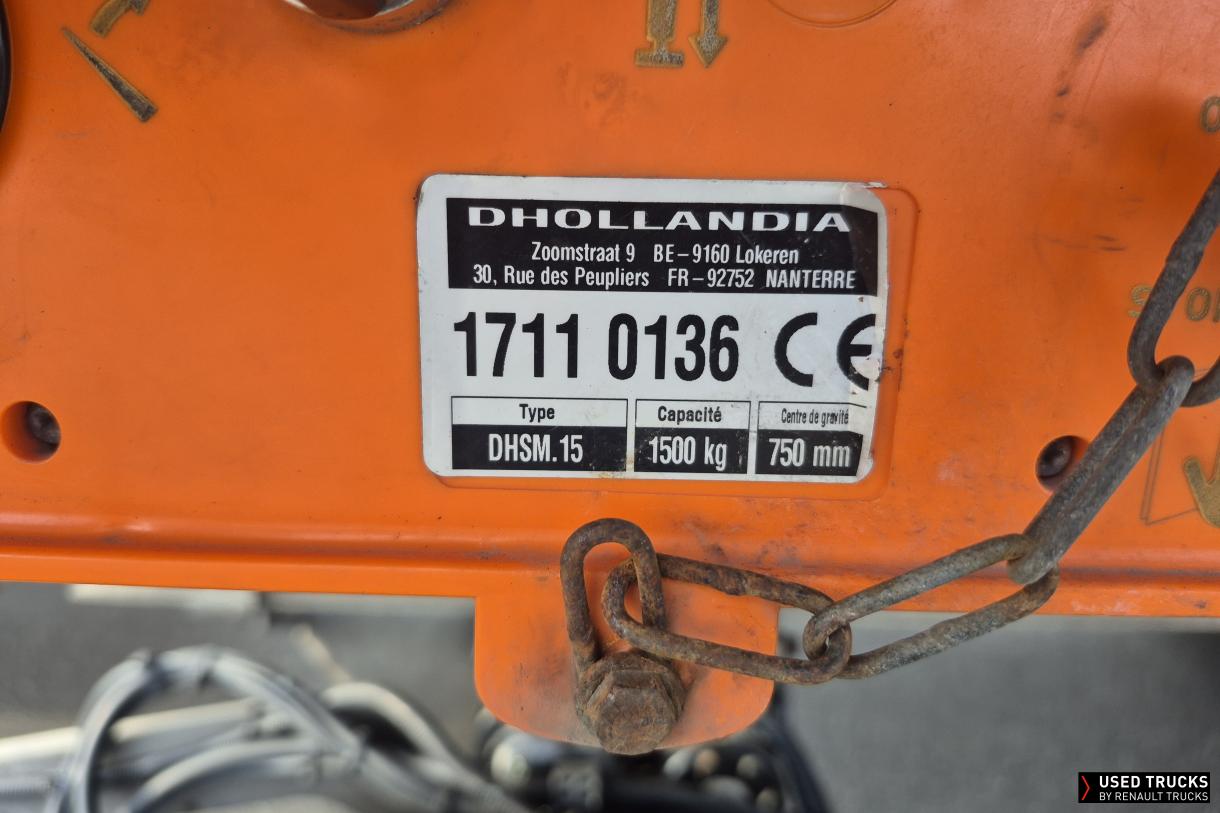 DHOLLANDIA
Zoomstraat 9 BE-9160 Lokeren
30, Rue des Peupliers FR-92752 NANTERRE
1711 0136 CE
Type Capacité Centre de gravité
DHSM.15 1500 kg 750 mm
USED TRUCKS
BY RENAULT TRUCKS